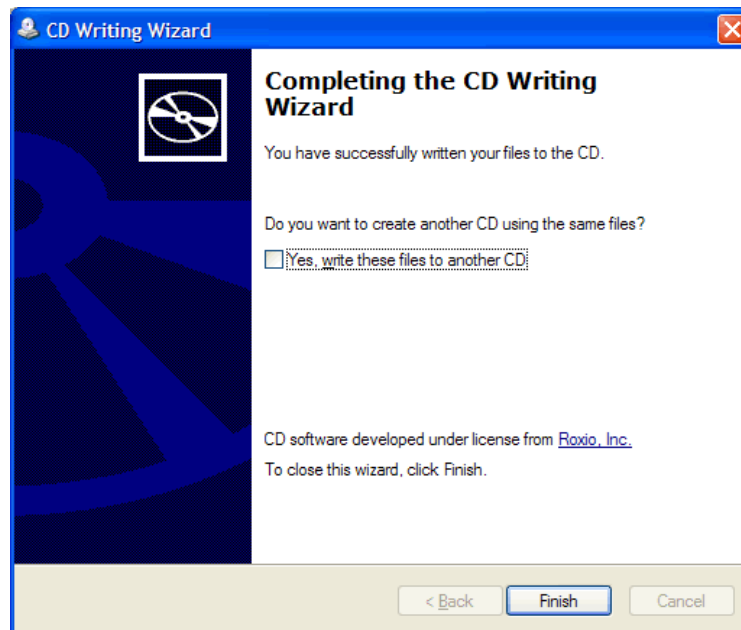 CD Writing Wizard
Completing the CD Writing
Wizard
You have successfully written your files to the CD.
Do you want to create another CD using the same files?
Yes, write these files to another CD
CD software developed under license from Roxio, Inc.
To close this wizard, click Finish.
< Back
Finish
Cancel